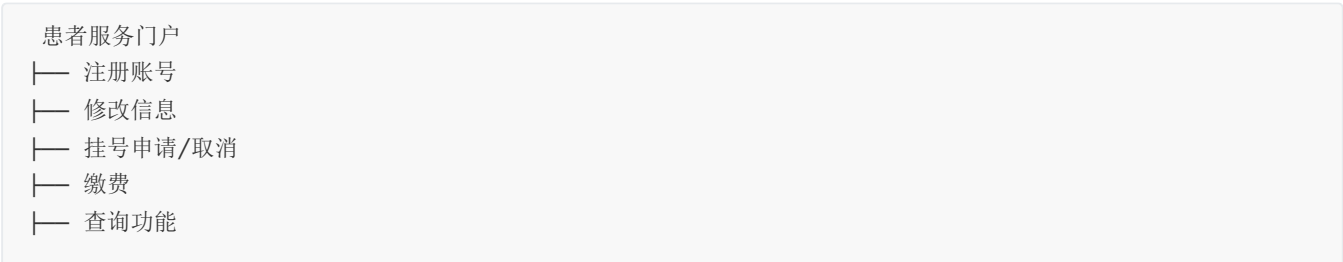 患者服务门户
├── 注册账号
├── 修改信息
├── 挂号申请/取消
├── 缴费
├── 查询功能